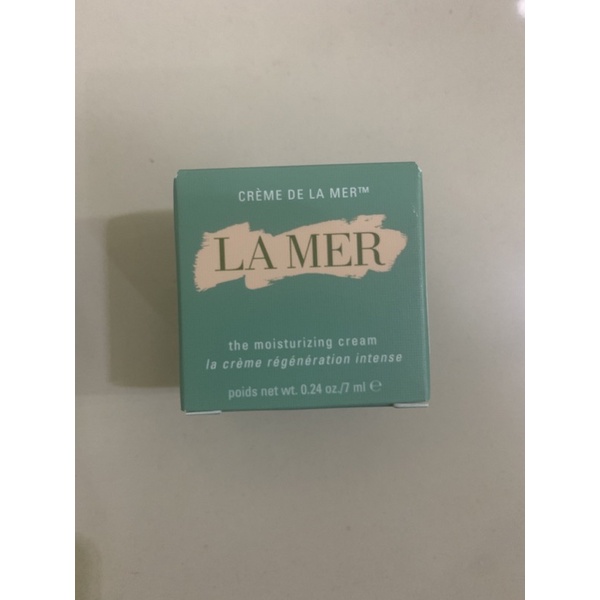 CRÈME DE LA MER™
LA MER
the moisturizing cream
la crème régénération intense
poids net wt. 0.24 oz./7 ml ℮